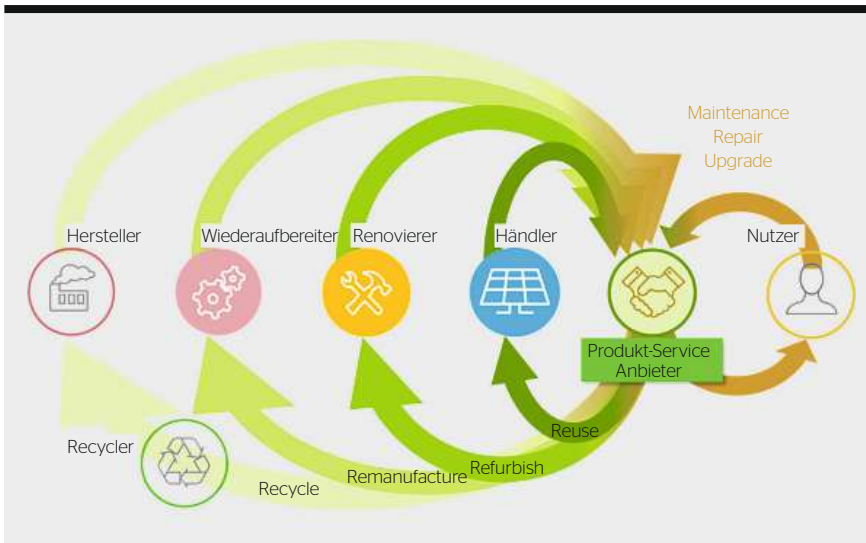 Maintenance
Repair
Upgrade
Hersteller
Wiederaufbereiter
Renovierer
Händler
Nutzer
Produkt-Service
Anbieter
Reuse
Recycler
Refurbish
Remanufacture
Recycle